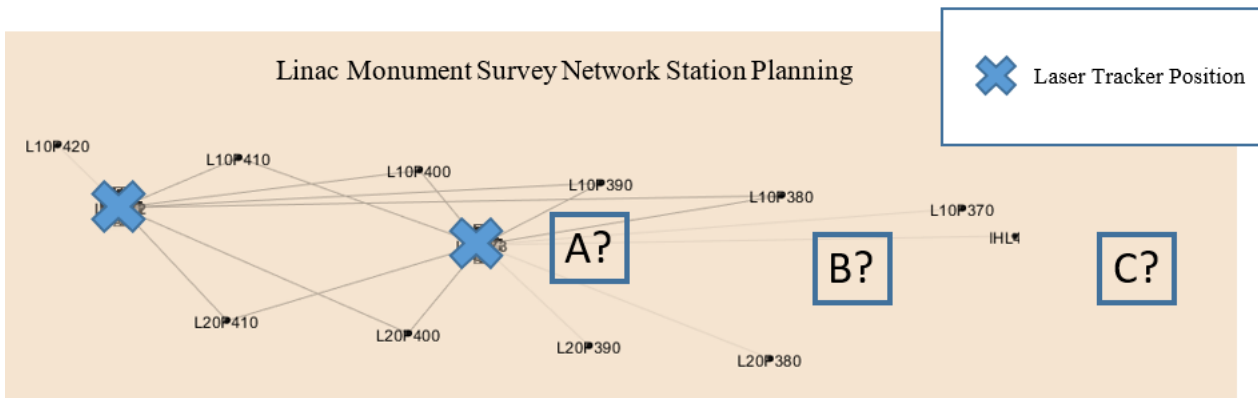 Linac Monument Survey Network Station Planning
Laser Tracker Position
L10P420
L10P410
L10P400
L10P390
L10P380
L10P370
IHL4
A?
B?
C?
L20P410
L20P400
L20P390
L20P380